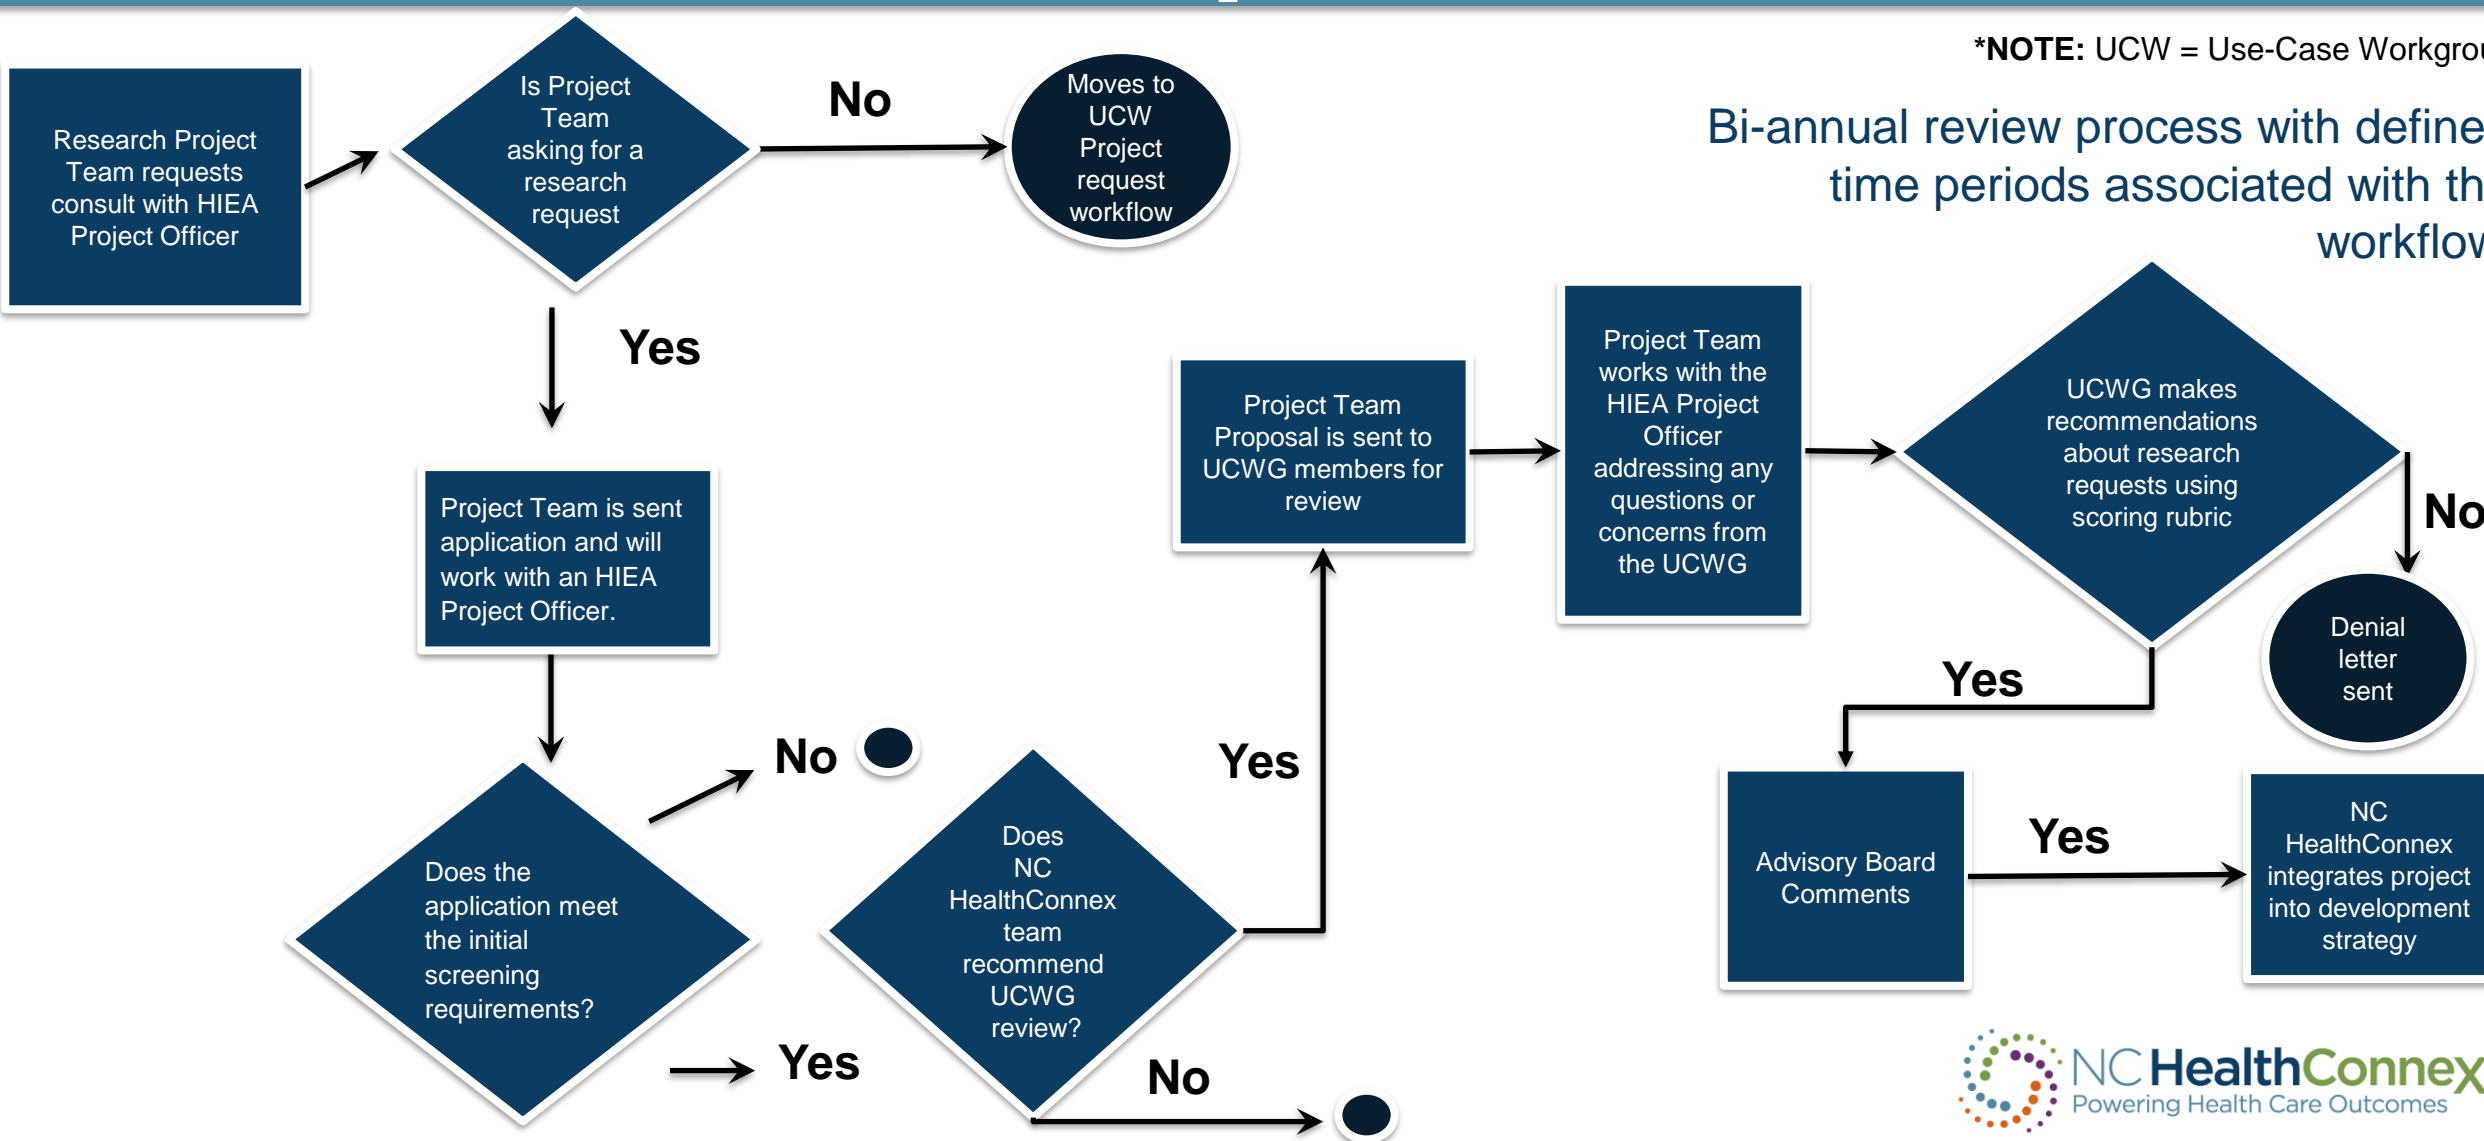 *NOTE: UCW = Use-Case Workgrou
Bi-annual review process with define
time periods associated with th
workflow
Research Project
Team requests
consult with HIEA
Project Officer
Is Project
Team
asking for a
research
request
No
Moves to
UCW
Project
request
workflow
Yes
Project Team is sent
application and will
work with an HIEA
Project Officer.
Does the
application meet
the initial
screening
requirements?
No
Yes
Does
NC
HealthConnex
team
recommend
UCWG
review?
No
Yes
Project Team
Proposal is sent to
UCWG members for
review
Project Team
works with the
HIEA Project
Officer
addressing any
questions or
concerns from
the UCWG
UCWG makes
recommendations
about research
requests using
scoring rubric
No
Denial
letter
sent
Yes
Advisory Board
Comments
Yes
NC
HealthConnex
integrates project
into development
strategy
NC HealthConnex
Powering Health Care Outcomes